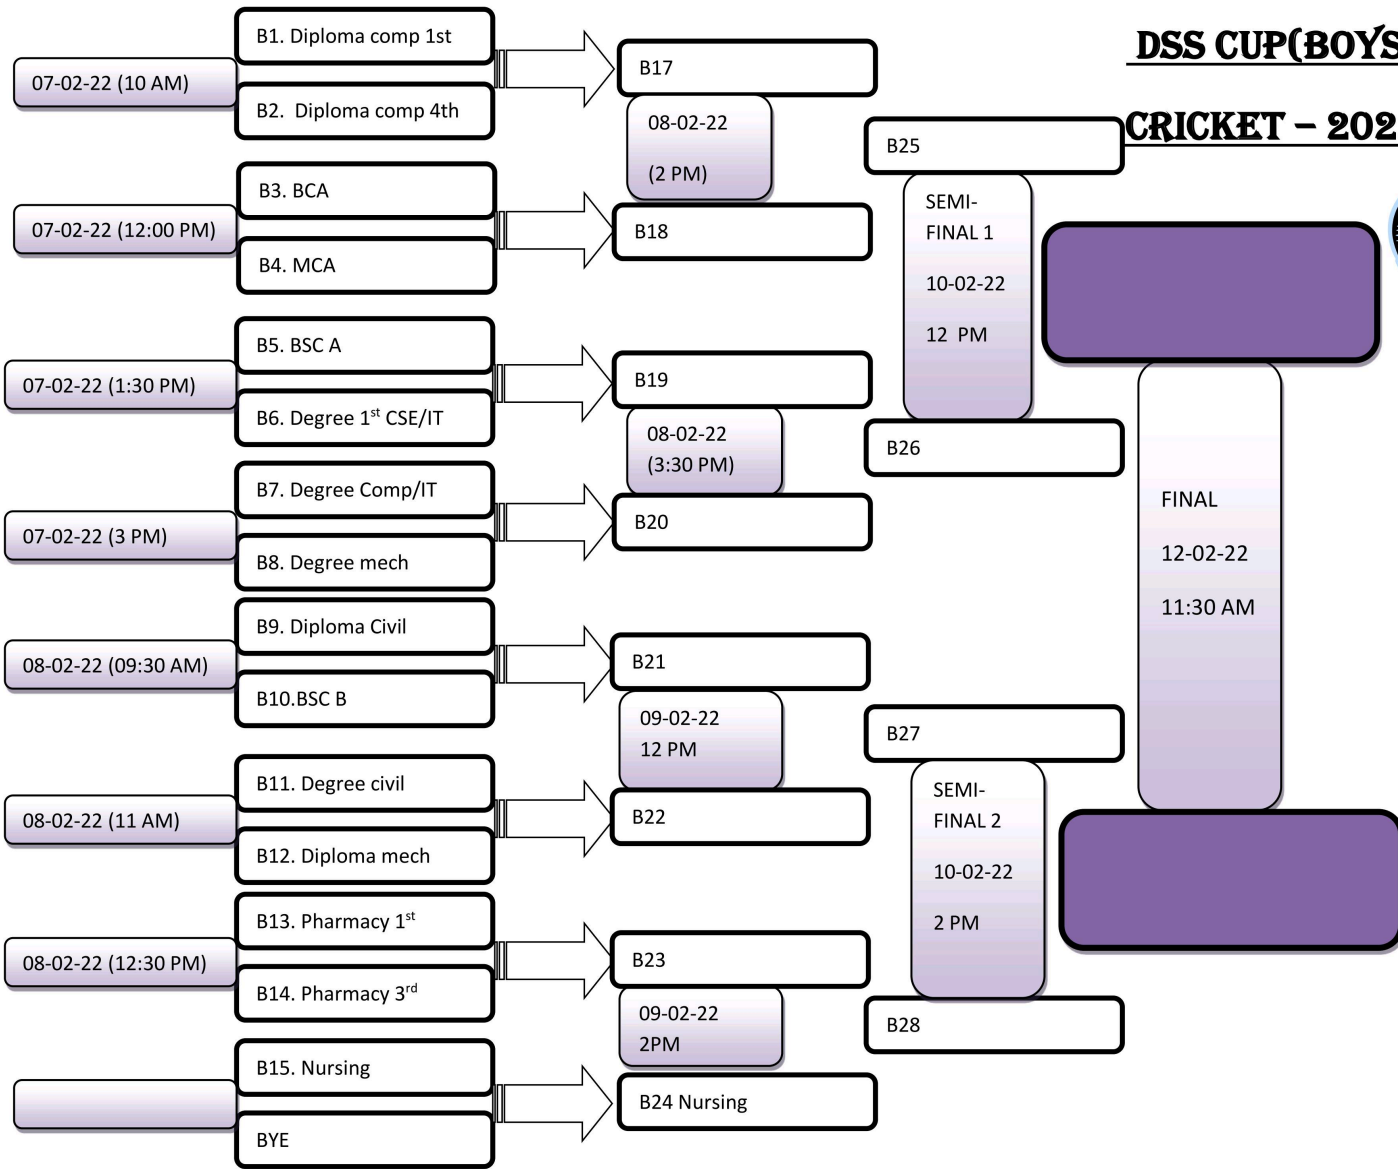 DSS CUP(BOYS
CRICKET – 202
07-02-22 (10 AM)
B1. Diploma comp 1st
B2. Diploma comp 4th
07-02-22 (12:00 PM)
B3. BCA
B4. MCA
07-02-22 (1:30 PM)
B5. BSC A
B6. Degree 1st CSE/IT
07-02-22 (3 PM)
B7. Degree Comp/IT
B8. Degree mech
08-02-22 (09:30 AM)
B9. Diploma Civil
B10.BSC B
08-02-22 (11 AM)
B11. Degree civil
B12. Diploma mech
08-02-22 (12:30 PM)
B13. Pharmacy 1st
B14. Pharmacy 3rd
B15. Nursing
BYE
B17
08-02-22
(2 PM)
B18
B19
08-02-22
(3:30 PM)
B20
B21
09-02-22
12 PM
B22
B23
09-02-22
2PM
B24 Nursing
B25
SEMI-
FINAL 1
10-02-22
12 PM
B26
B27
SEMI-
FINAL 2
10-02-22
2 PM
B28
FINAL
12-02-22
11:30 AM